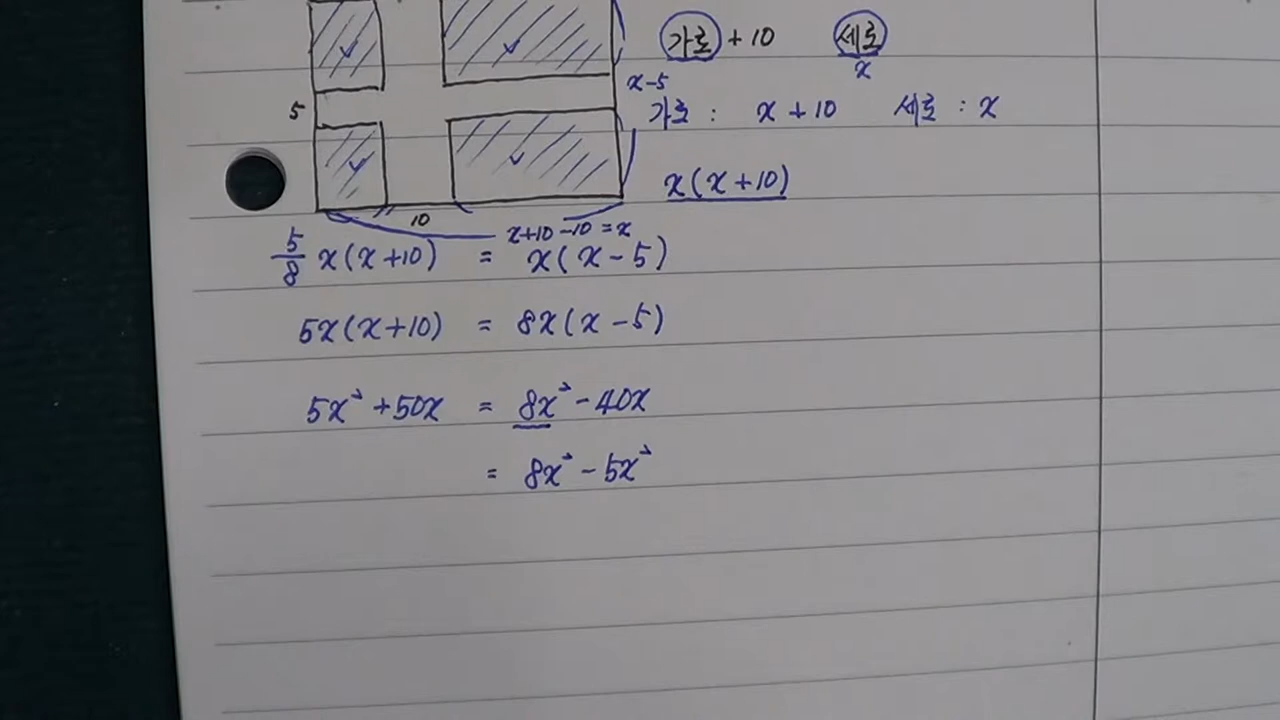 가로 + 10 세로
x
x-5
5 가로 : x + 10 세로 : x
x(x+10)
10
x+10-10=x
5/8 x(x+10) = x(x-5)
5x(x+10) = 8x(x-5)
5x² + 50x = 8x² - 40x
= 8x² - 5x²